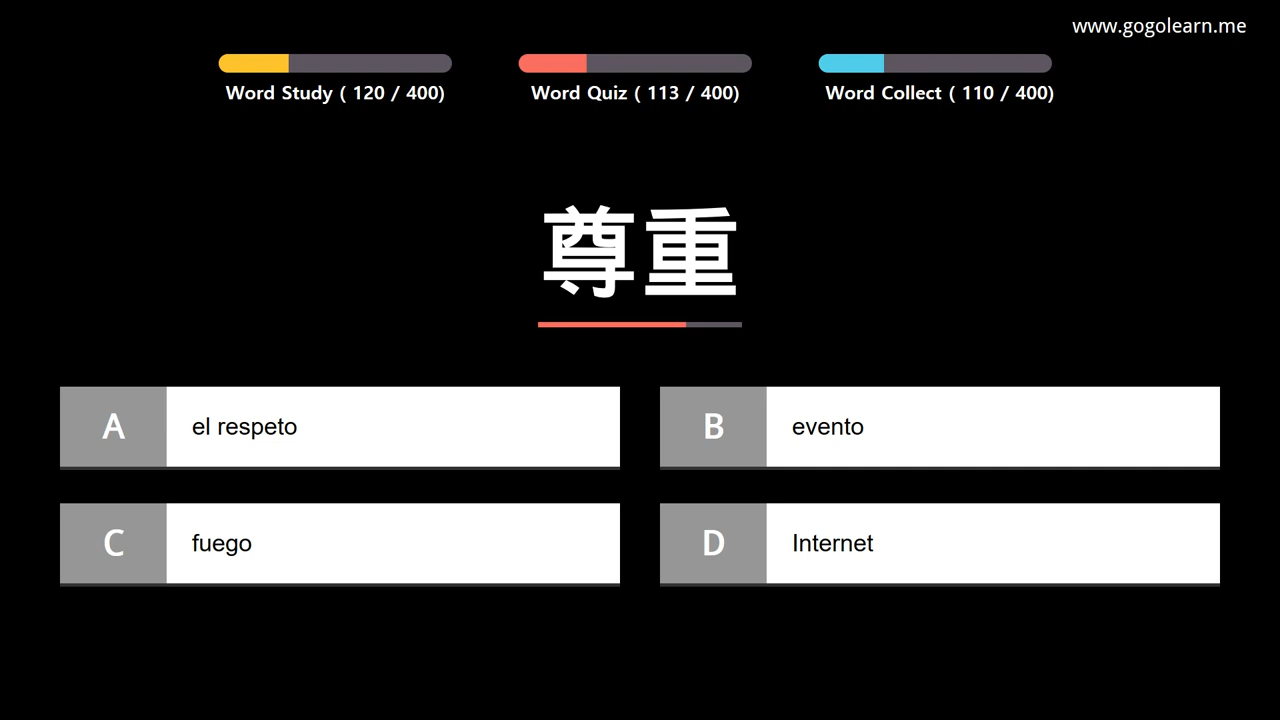 www.gogolearn.me
Word Study ( 120 / 400)
Word Quiz ( 113 / 400)
Word Collect ( 110 / 400)
尊重
A el respeto
B evento
C fuego
D Internet